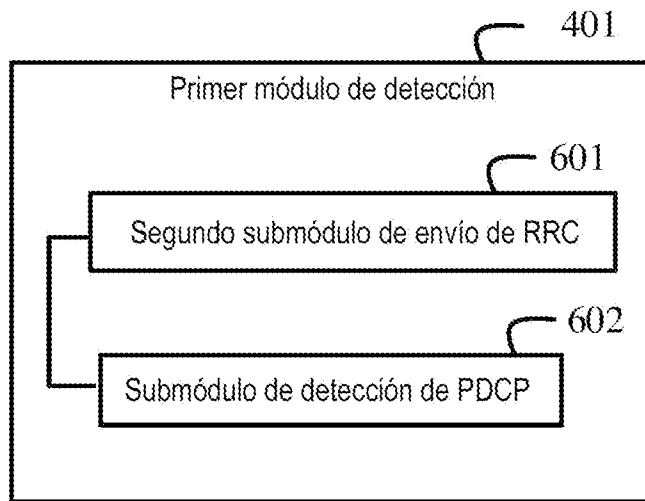 401
Primer módulo de detección
601
Segundo submódulo de envío de RRC
602
Submódulo de detección de PDCP